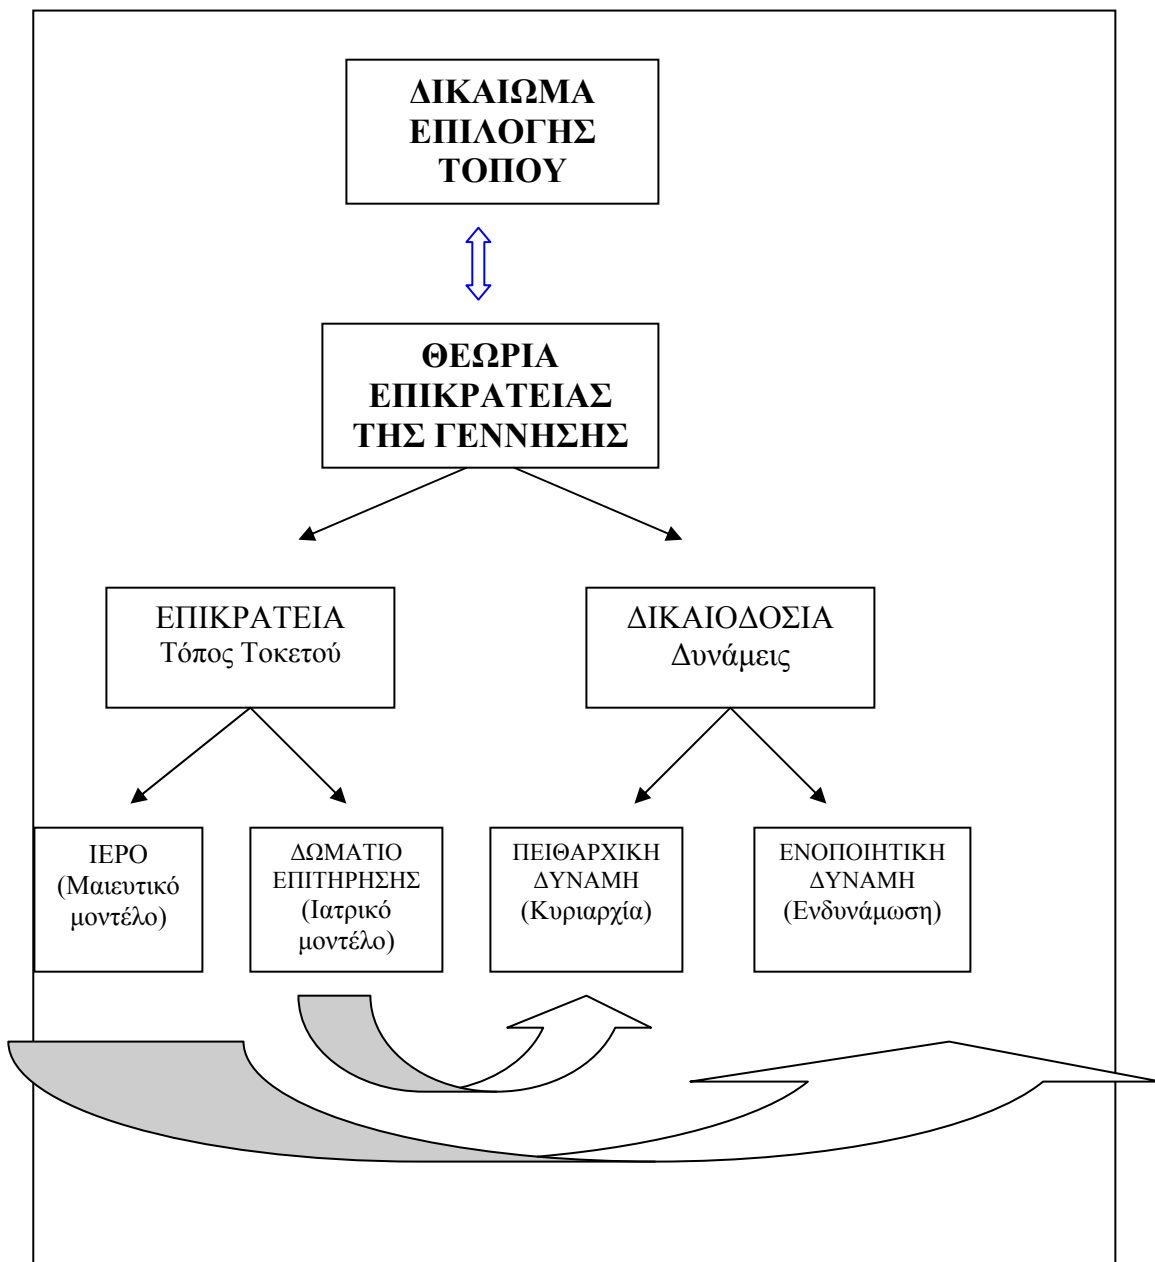 ΔΙΚΑΙΩΜΑ
ΕΠΙΛΟΓΗΣ
ΤΟΠΟΥ
ΘΕΩΡΙΑ
ΕΠΙΚΡΑΤΕΙΑΣ
ΤΗΣ ΓΕΝΝΗΣΗΣ
ΕΠΙΚΡΑΤΕΙΑ
Τόπος Τοκετού
ΔΙΚΑΙΟΔΟΣΙΑ
Δυνάμεις
ΙΕΡΟ
(Μαιευτικό
μοντέλο)
ΔΩΜΑΤΙΟ
ΕΠΙΤΗΡΗΣΗΣ
(Ιατρικό
μοντέλο)
ΠΕΙΘΑΡΧΙΚΗ
ΔΥΝΑΜΗ
(Κυριαρχία)
ΕΝΟΠΟΙΗΤΙΚΗ
ΔΥΝΑΜΗ
(Ενδυνάμωση)